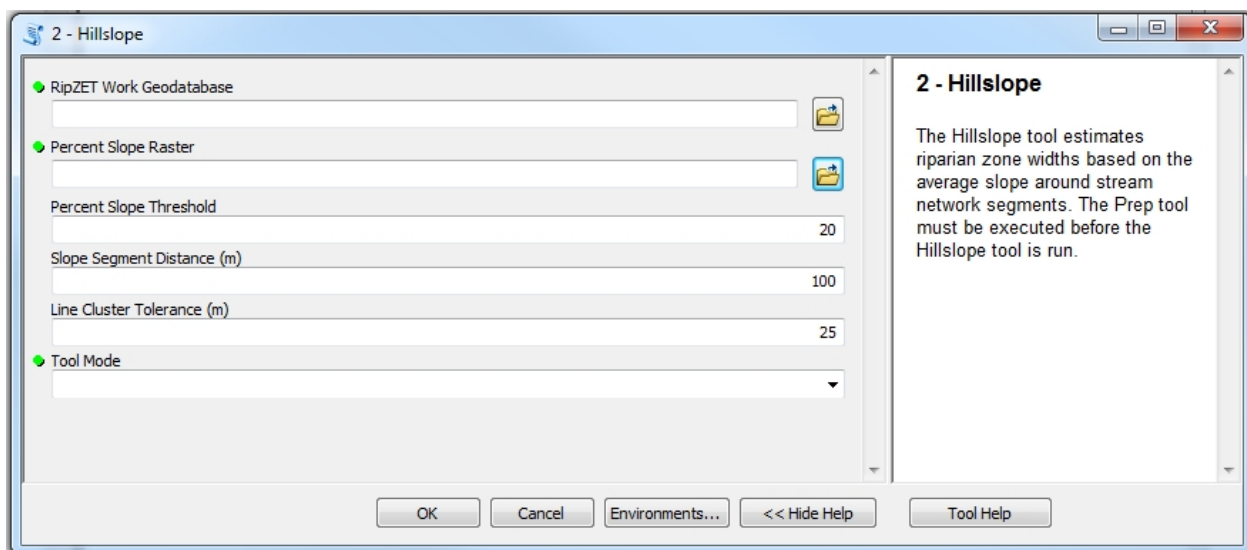 2 - Hillslope
RipZET Work Geodatabase
Percent Slope Raster
Percent Slope Threshold
20
Slope Segment Distance (m)
100
Line Cluster Tolerance (m)
25
Tool Mode
2 - Hillslope
The Hillslope tool estimates
riparian zone widths based on the
average slope around stream
network segments. The Prep tool
must be executed before the
Hillslope tool is run.
OK
Cancel
Environments...
<< Hide Help
Tool Help